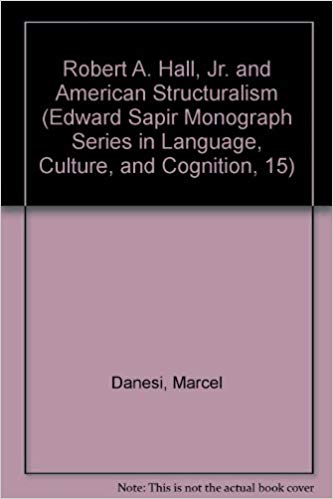 Robert A. Hall, Jr. and
American Structuralism
(Edward Sapir Monograph
Series in Language,
Culture, and Cognition, 15)
Danesi, Marcel
Note: This is not the actual book cover